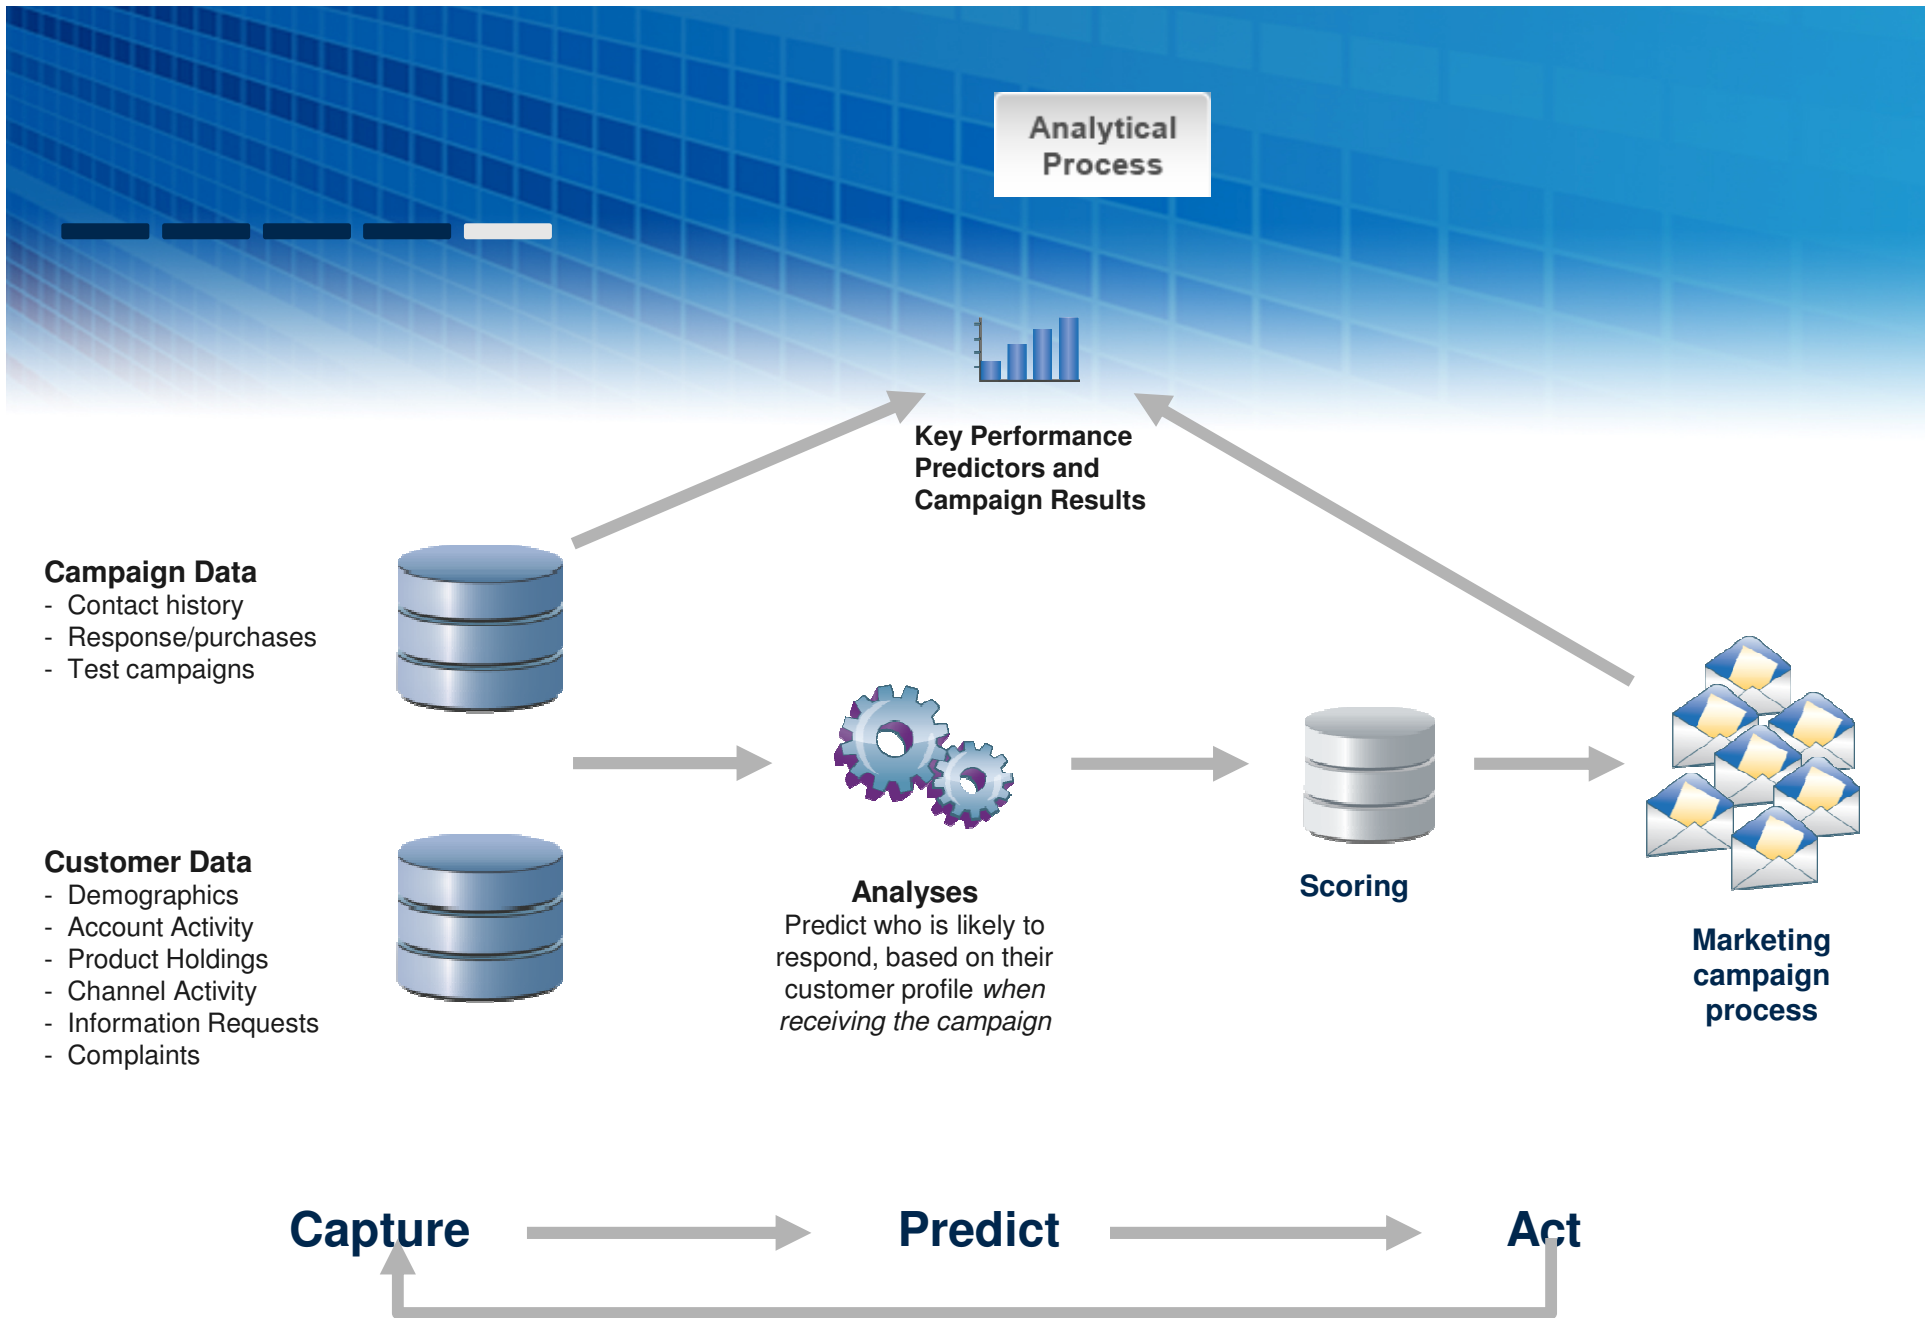 Analytical
Process
Key Performance
Predictors and
Campaign Results
Campaign Data
- Contact history
- Response/purchases
- Test campaigns
Customer Data
- Demographics
- Account Activity
- Product Holdings
- Channel Activity
- Information Requests
- Complaints
Analyses
Predict who is likely to
respond, based on their
customer profile when
receiving the campaign
Scoring
Marketing
campaign
process
Capture
Predict
Act